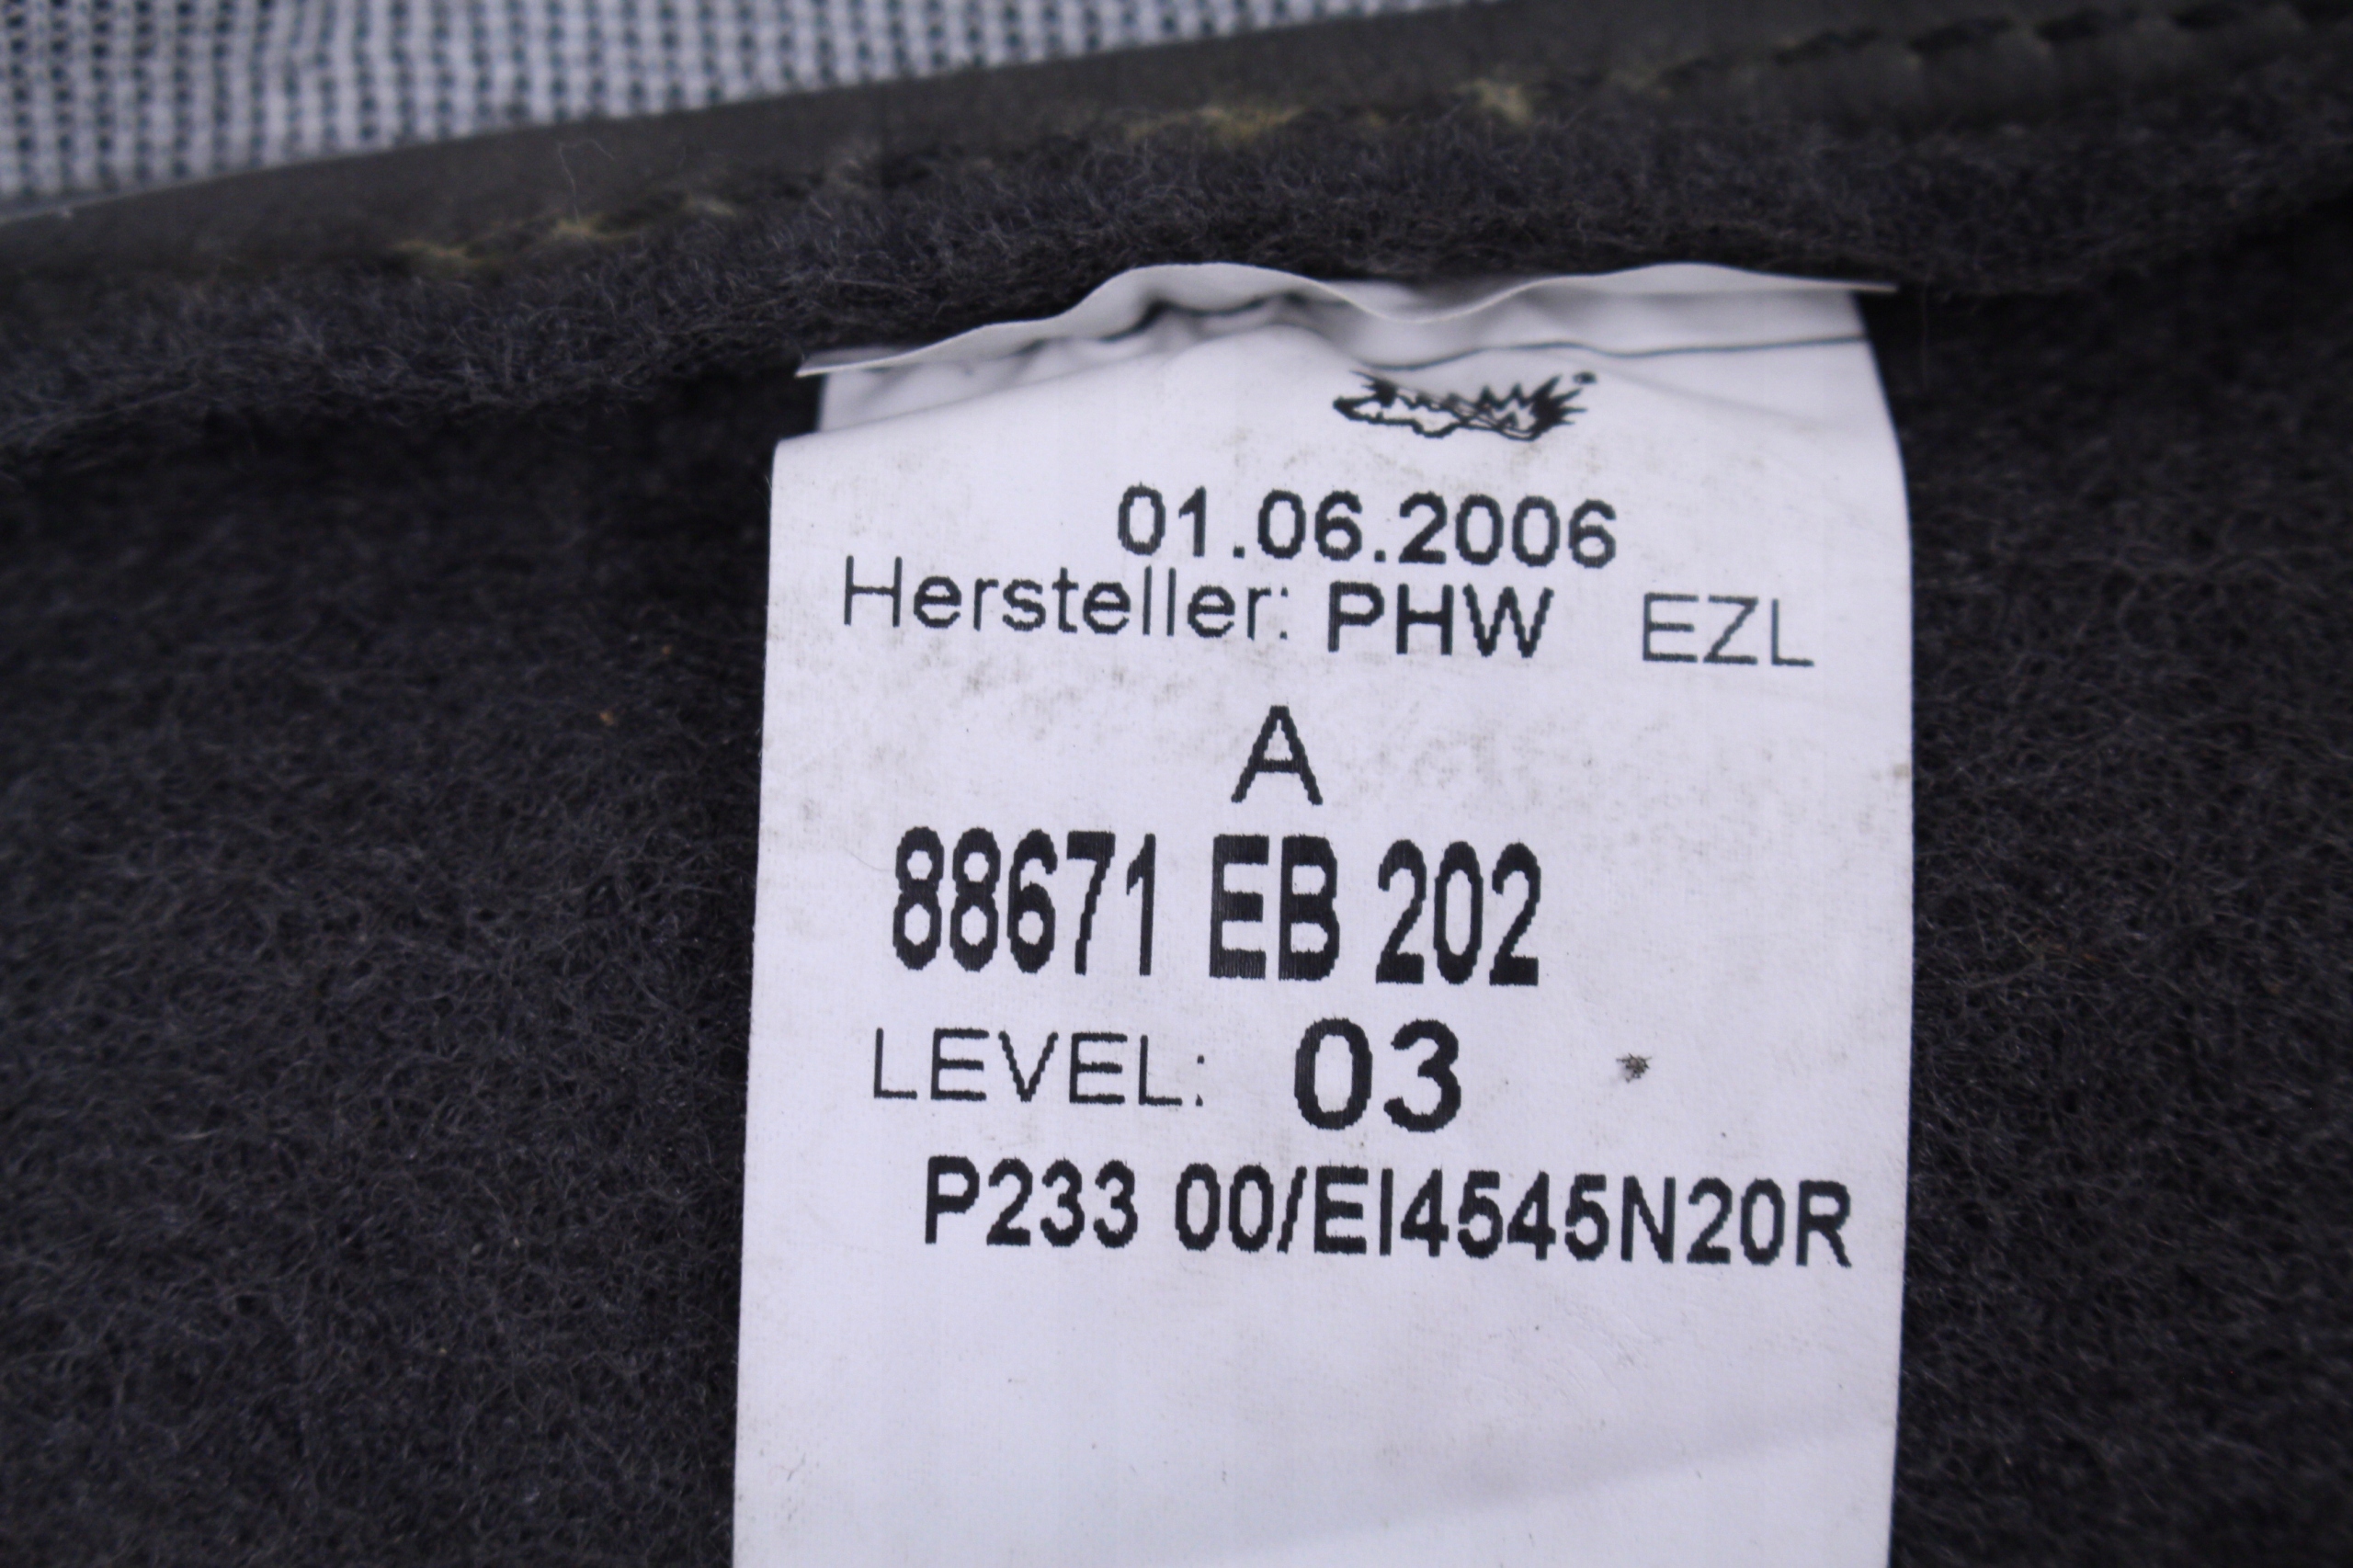 01.06.2006
Hersteller: PHW EZL
A
88671 EB 202
LEVEL: 03
P233 00/EI4545N20R